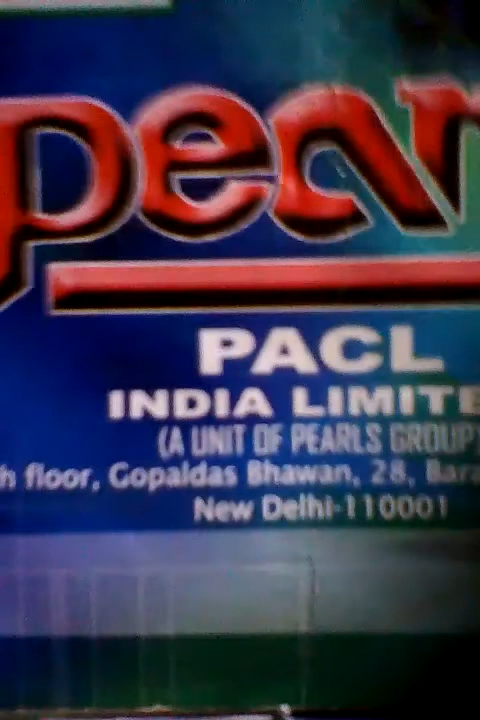 pear
PACL
INDIA LIMITE
(A UNIT OF PEARLS GROUP)
h floor, Gopaldas Bhawan, 28, Bara
New Delhi-110001